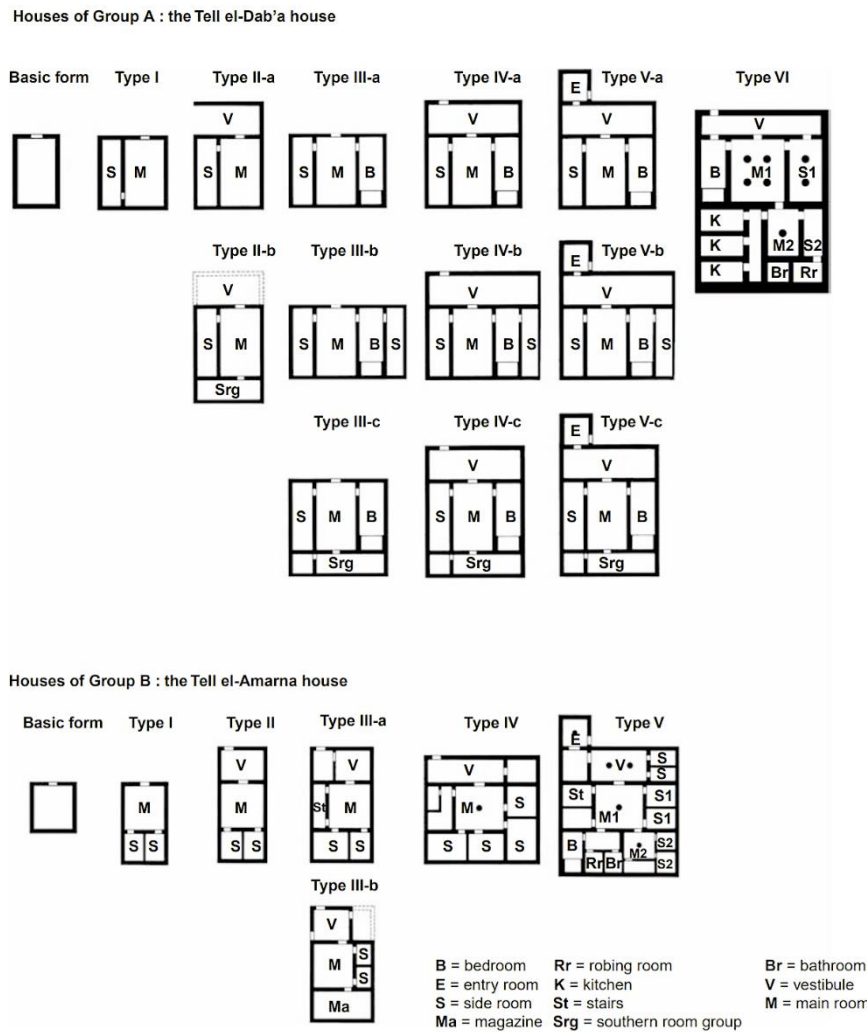 Houses of Group A : the Tell el-Dab'a house
Basic form Type I Type II-a Type III-a Type IV-a Type V-a Type VI
E
V V V V
S M S M S M B S M B S M B B M1 S1
K
K M2 S2
K Br Rr
Type II-b Type III-b Type IV-b Type V-b
E
V V V
S M S M B S S M B S S M B S
Srg
Type III-c Type IV-c Type V-c
E
V V
S M B S M B S M B
Srg Srg Srg
Houses of Group B : the Tell el-Amarna house
Basic form Type I Type II Type III-a Type IV Type V
E
V V V V S
S
M M St M M S St M1 S1
S1
S S S S S S S S S B Rr Br M2 S2
S2
Type III-b
V
M S
S
Ma
B = bedroom Rr = robing room Br = bathroom
E = entry room K = kitchen V = vestibule
S = side room St = stairs M = main room
Ma = magazine Srg = southern room group